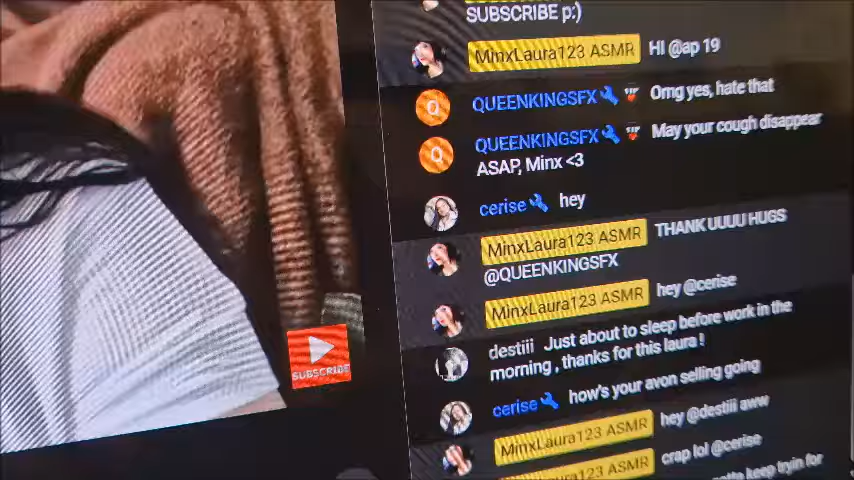 SUBSCRIBE p:)
MinxLaura123 ASMR HI @ap 19
Q QUEENKINGSFX Omg yes, hate that
Q QUEENKINGSFX May your cough disappear
ASAP, Minx <3
cerise hey
MinxLaura123 ASMR THANK UUUU HUGS
@QUEENKINGSFX
MinxLaura123 ASMR hey @cerise
destiii Just about to sleep before work in the
morning , thanks for this laura !
SUBSCRIBE
cerise how's your avon selling going
MinxLaura123 ASMR hey @destiii aww
MinxLaura123 ASMR crap lol @cerise
keep tryin for